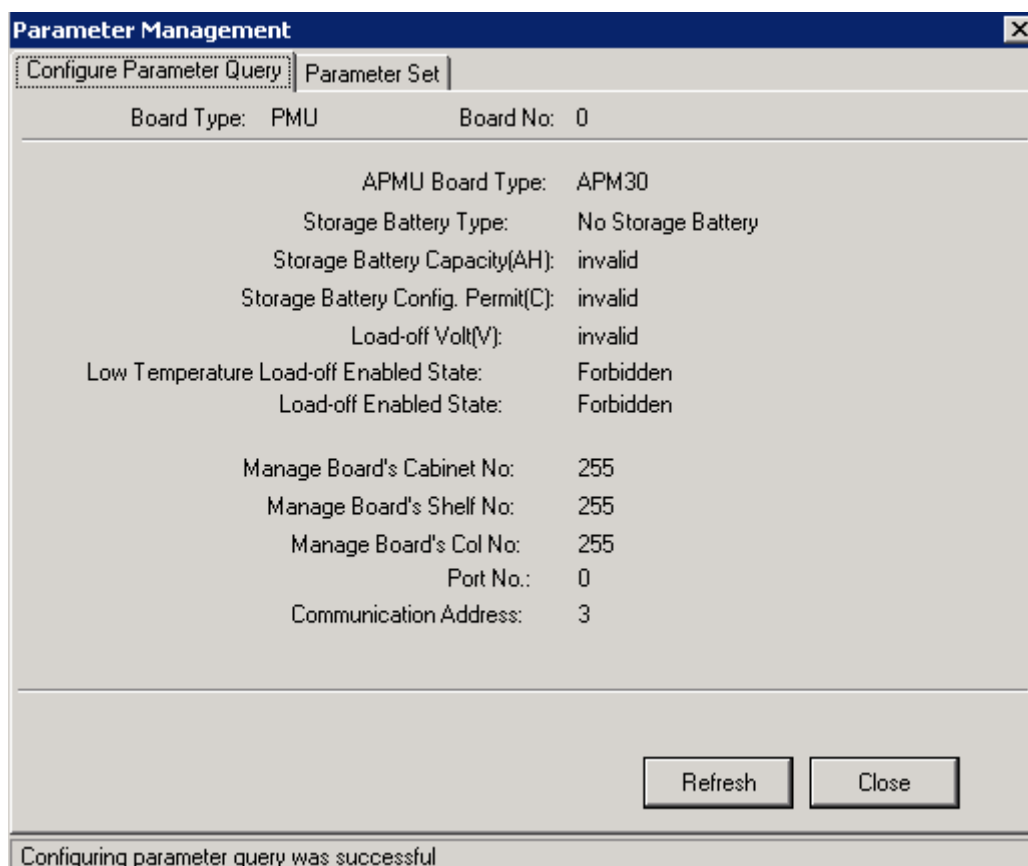 Parameter Management
Configure Parameter Query Parameter Set
Board Type: PMU Board No: 0
APMU Board Type: APM30
Storage Battery Type: No Storage Battery
Storage Battery Capacity(AH): invalid
Storage Battery Config. Permit(C): invalid
Load-off Volt(V): invalid
Low Temperature Load-off Enabled State: Forbidden
Load-off Enabled State: Forbidden
Manage Board's Cabinet No: 255
Manage Board's Shelf No: 255
Manage Board's Col No: 255
Port No.: 0
Communication Address: 3
Refresh Close
Configuring parameter query was successful